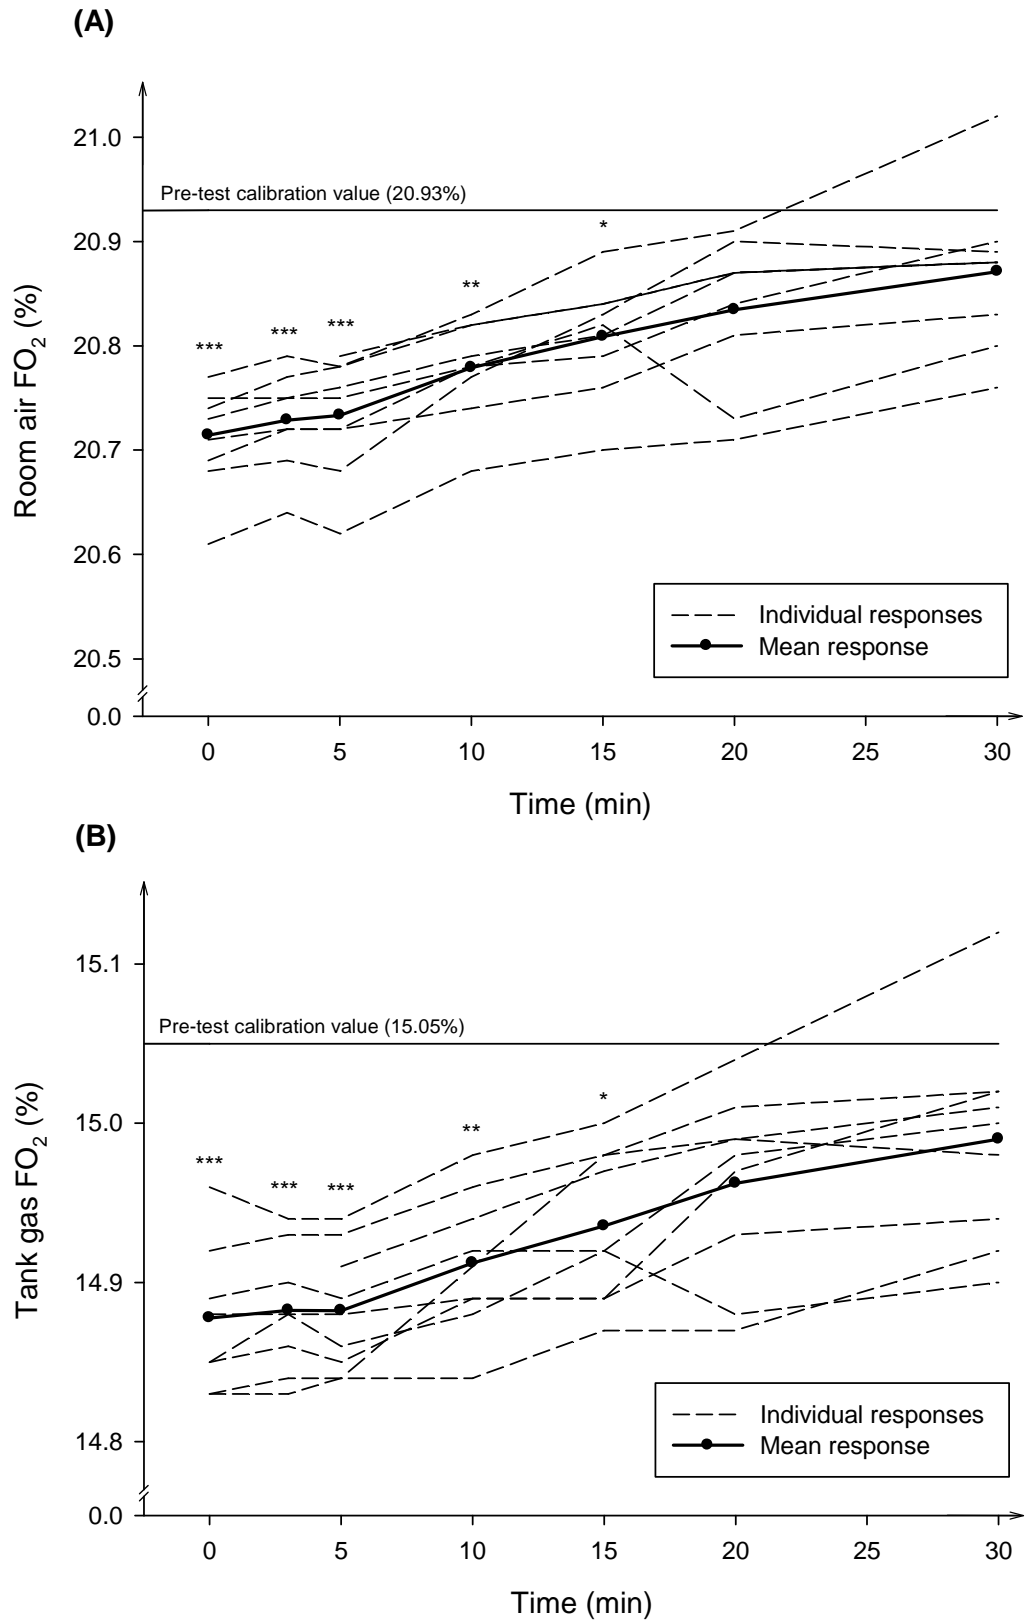 (A)
21.0
Pre-test calibration value (20.93%)
20.9
*
**
*** *** ***
20.8
Room air FO₂ (%)
20.7
20.6
Individual responses
Mean response
20.5
0.0
0 5 10 15 20 25 30
Time (min)
(B)
15.1
Pre-test calibration value (15.05%)
*
15.0
**
*** *** ***
Tank gas FO₂ (%)
14.9
Individual responses
Mean response
14.8
0.0
0 5 10 15 20 25 30
Time (min)